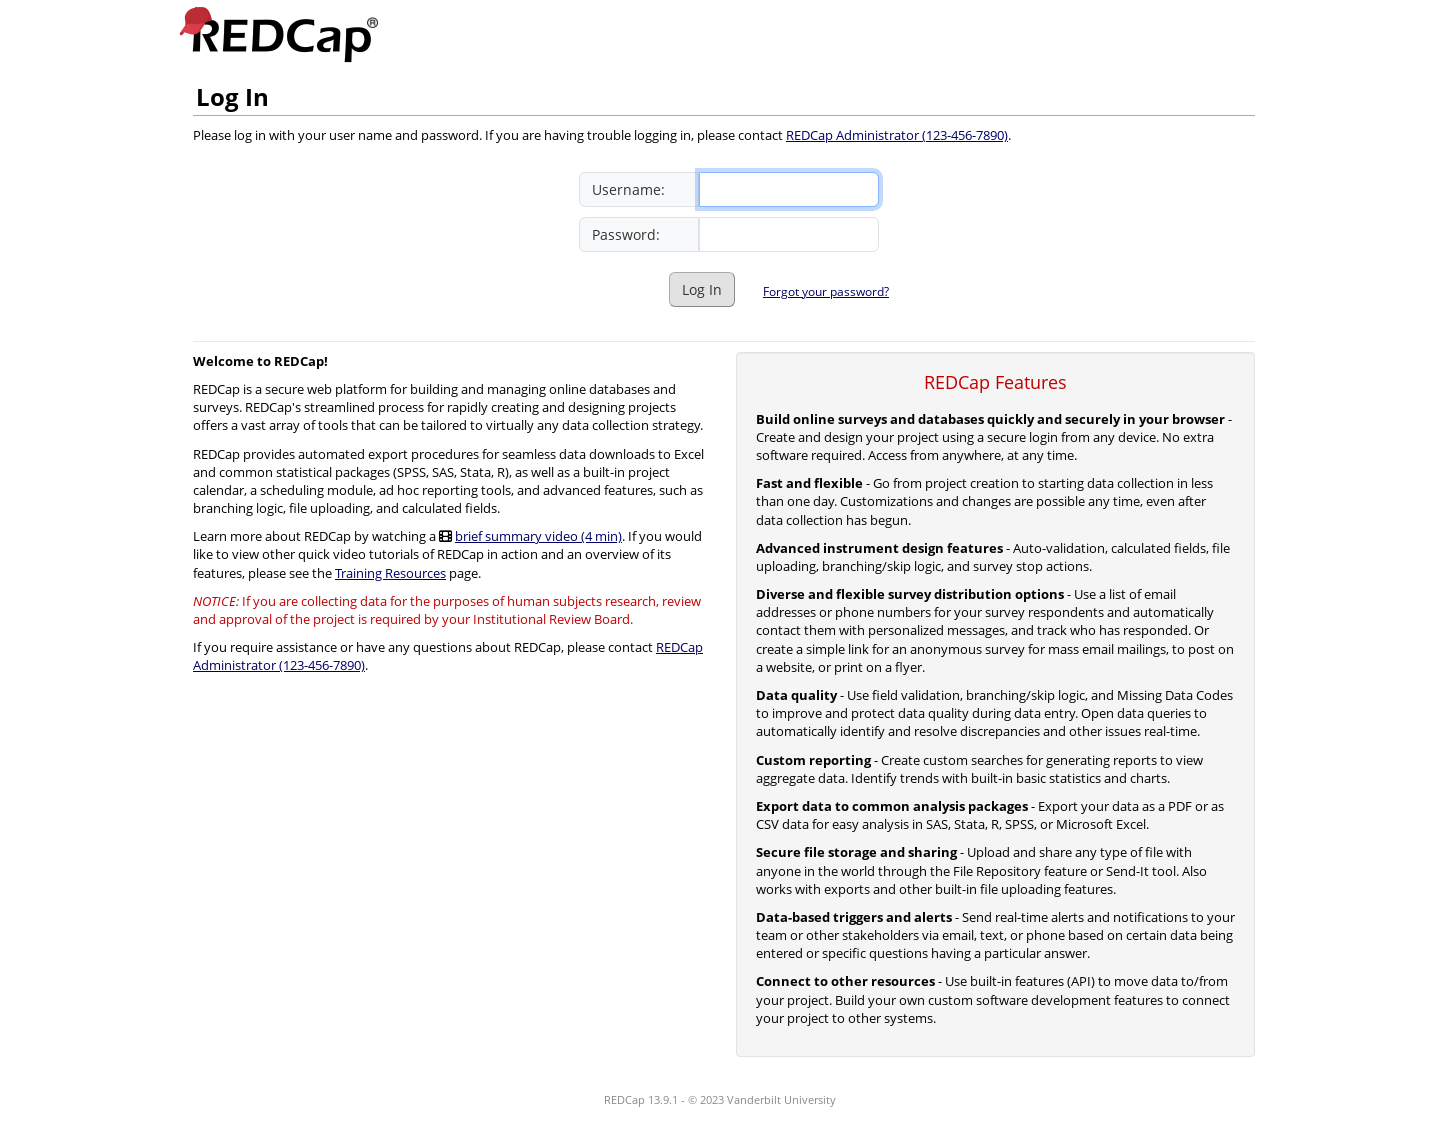 REDCap®
Log In
Please log in with your user name and password. If you are having trouble logging in, please contact REDCap Administrator (123-456-7890).
Username:
Password:
Log In
Forgot your password?
Welcome to REDCap!
REDCap is a secure web platform for building and managing online databases and
surveys. REDCap's streamlined process for rapidly creating and designing projects
offers a vast array of tools that can be tailored to virtually any data collection strategy.
REDCap provides automated export procedures for seamless data downloads to Excel
and common statistical packages (SPSS, SAS, Stata, R), as well as a built-in project
calendar, a scheduling module, ad hoc reporting tools, and advanced features, such as
branching logic, file uploading, and calculated fields.
Learn more about REDCap by watching a brief summary video (4 min). If you would
like to view other quick video tutorials of REDCap in action and an overview of its
features, please see the Training Resources page.
NOTICE: If you are collecting data for the purposes of human subjects research, review
and approval of the project is required by your Institutional Review Board.
If you require assistance or have any questions about REDCap, please contact REDCap
Administrator (123-456-7890).
REDCap Features
Build online surveys and databases quickly and securely in your browser -
Create and design your project using a secure login from any device. No extra
software required. Access from anywhere, at any time.
Fast and flexible - Go from project creation to starting data collection in less
than one day. Customizations and changes are possible any time, even after
data collection has begun.
Advanced instrument design features - Auto-validation, calculated fields, file
uploading, branching/skip logic, and survey stop actions.
Diverse and flexible survey distribution options - Use a list of email
addresses or phone numbers for your survey respondents and automatically
contact them with personalized messages, and track who has responded. Or
create a simple link for an anonymous survey for mass email mailings, to post on
a website, or print on a flyer.
Data quality - Use field validation, branching/skip logic, and Missing Data Codes
to improve and protect data quality during data entry. Open data queries to
automatically identify and resolve discrepancies and other issues real-time.
Custom reporting - Create custom searches for generating reports to view
aggregate data. Identify trends with built-in basic statistics and charts.
Export data to common analysis packages - Export your data as a PDF or as
CSV data for easy analysis in SAS, Stata, R, SPSS, or Microsoft Excel.
Secure file storage and sharing - Upload and share any type of file with
anyone in the world through the File Repository feature or Send-It tool. Also
works with exports and other built-in file uploading features.
Data-based triggers and alerts - Send real-time alerts and notifications to your
team or other stakeholders via email, text, or phone based on certain data being
entered or specific questions having a particular answer.
Connect to other resources - Use built-in features (API) to move data to/from
your project. Build your own custom software development features to connect
your project to other systems.
REDCap 13.9.1 - © 2023 Vanderbilt University